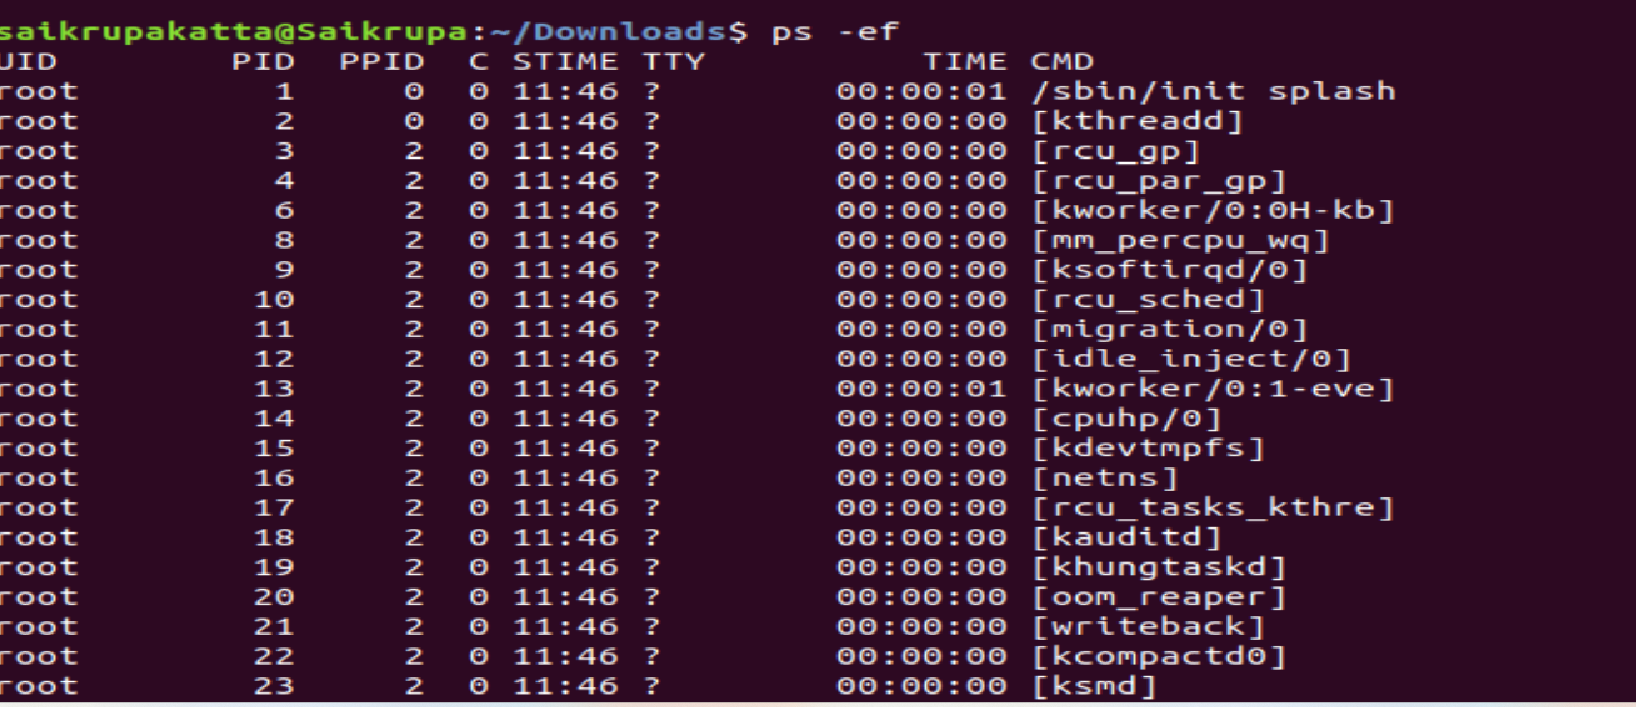 saikrupakatta@Saikrupa:~/Downloads$ ps -ef
UID PID PPID C STIME TTY TIME CMD
root 1 0 0 11:46 ? 00:00:01 /sbin/init splash
root 2 0 0 11:46 ? 00:00:00 [kthreadd]
root 3 2 0 11:46 ? 00:00:00 [rcu_gp]
root 4 2 0 11:46 ? 00:00:00 [rcu_par_gp]
root 6 2 0 11:46 ? 00:00:00 [kworker/0:0H-kb]
root 8 2 0 11:46 ? 00:00:00 [mm_percpu_wq]
root 9 2 0 11:46 ? 00:00:00 [ksoftirqd/0]
root 10 2 0 11:46 ? 00:00:00 [rcu_sched]
root 11 2 0 11:46 ? 00:00:00 [migration/0]
root 12 2 0 11:46 ? 00:00:00 [idle_inject/0]
root 13 2 0 11:46 ? 00:00:01 [kworker/0:1-eve]
root 14 2 0 11:46 ? 00:00:00 [cpuhp/0]
root 15 2 0 11:46 ? 00:00:00 [kdevtmpfs]
root 16 2 0 11:46 ? 00:00:00 [netns]
root 17 2 0 11:46 ? 00:00:00 [rcu_tasks_kthre]
root 18 2 0 11:46 ? 00:00:00 [kauditd]
root 19 2 0 11:46 ? 00:00:00 [khungtaskd]
root 20 2 0 11:46 ? 00:00:00 [oom_reaper]
root 21 2 0 11:46 ? 00:00:00 [writeback]
root 22 2 0 11:46 ? 00:00:00 [kcompactd0]
root 23 2 0 11:46 ? 00:00:00 [ksmd]